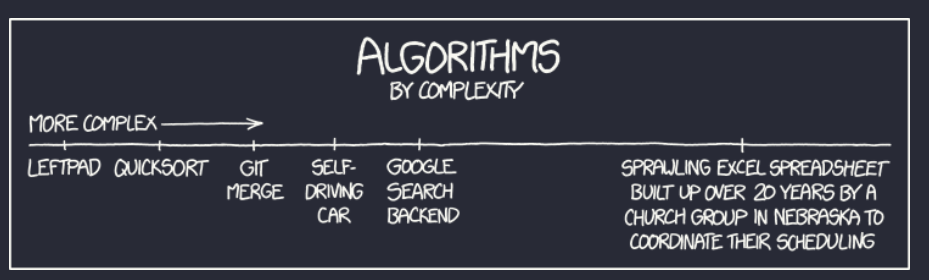 ALGORITHMS
BY COMPLEXITY
MORE COMPLEX
LEFTPAD
QUICKSORT
GIT
MERGE
SELF-
DRIVING
CAR
GOOGLE
SEARCH
BACKEND
SPRAWLING EXCEL SPREADSHEET
BUILT UP OVER 20 YEARS BY A
CHURCH GROUP IN NEBRASKA TO
COORDINATE THEIR SCHEDULING